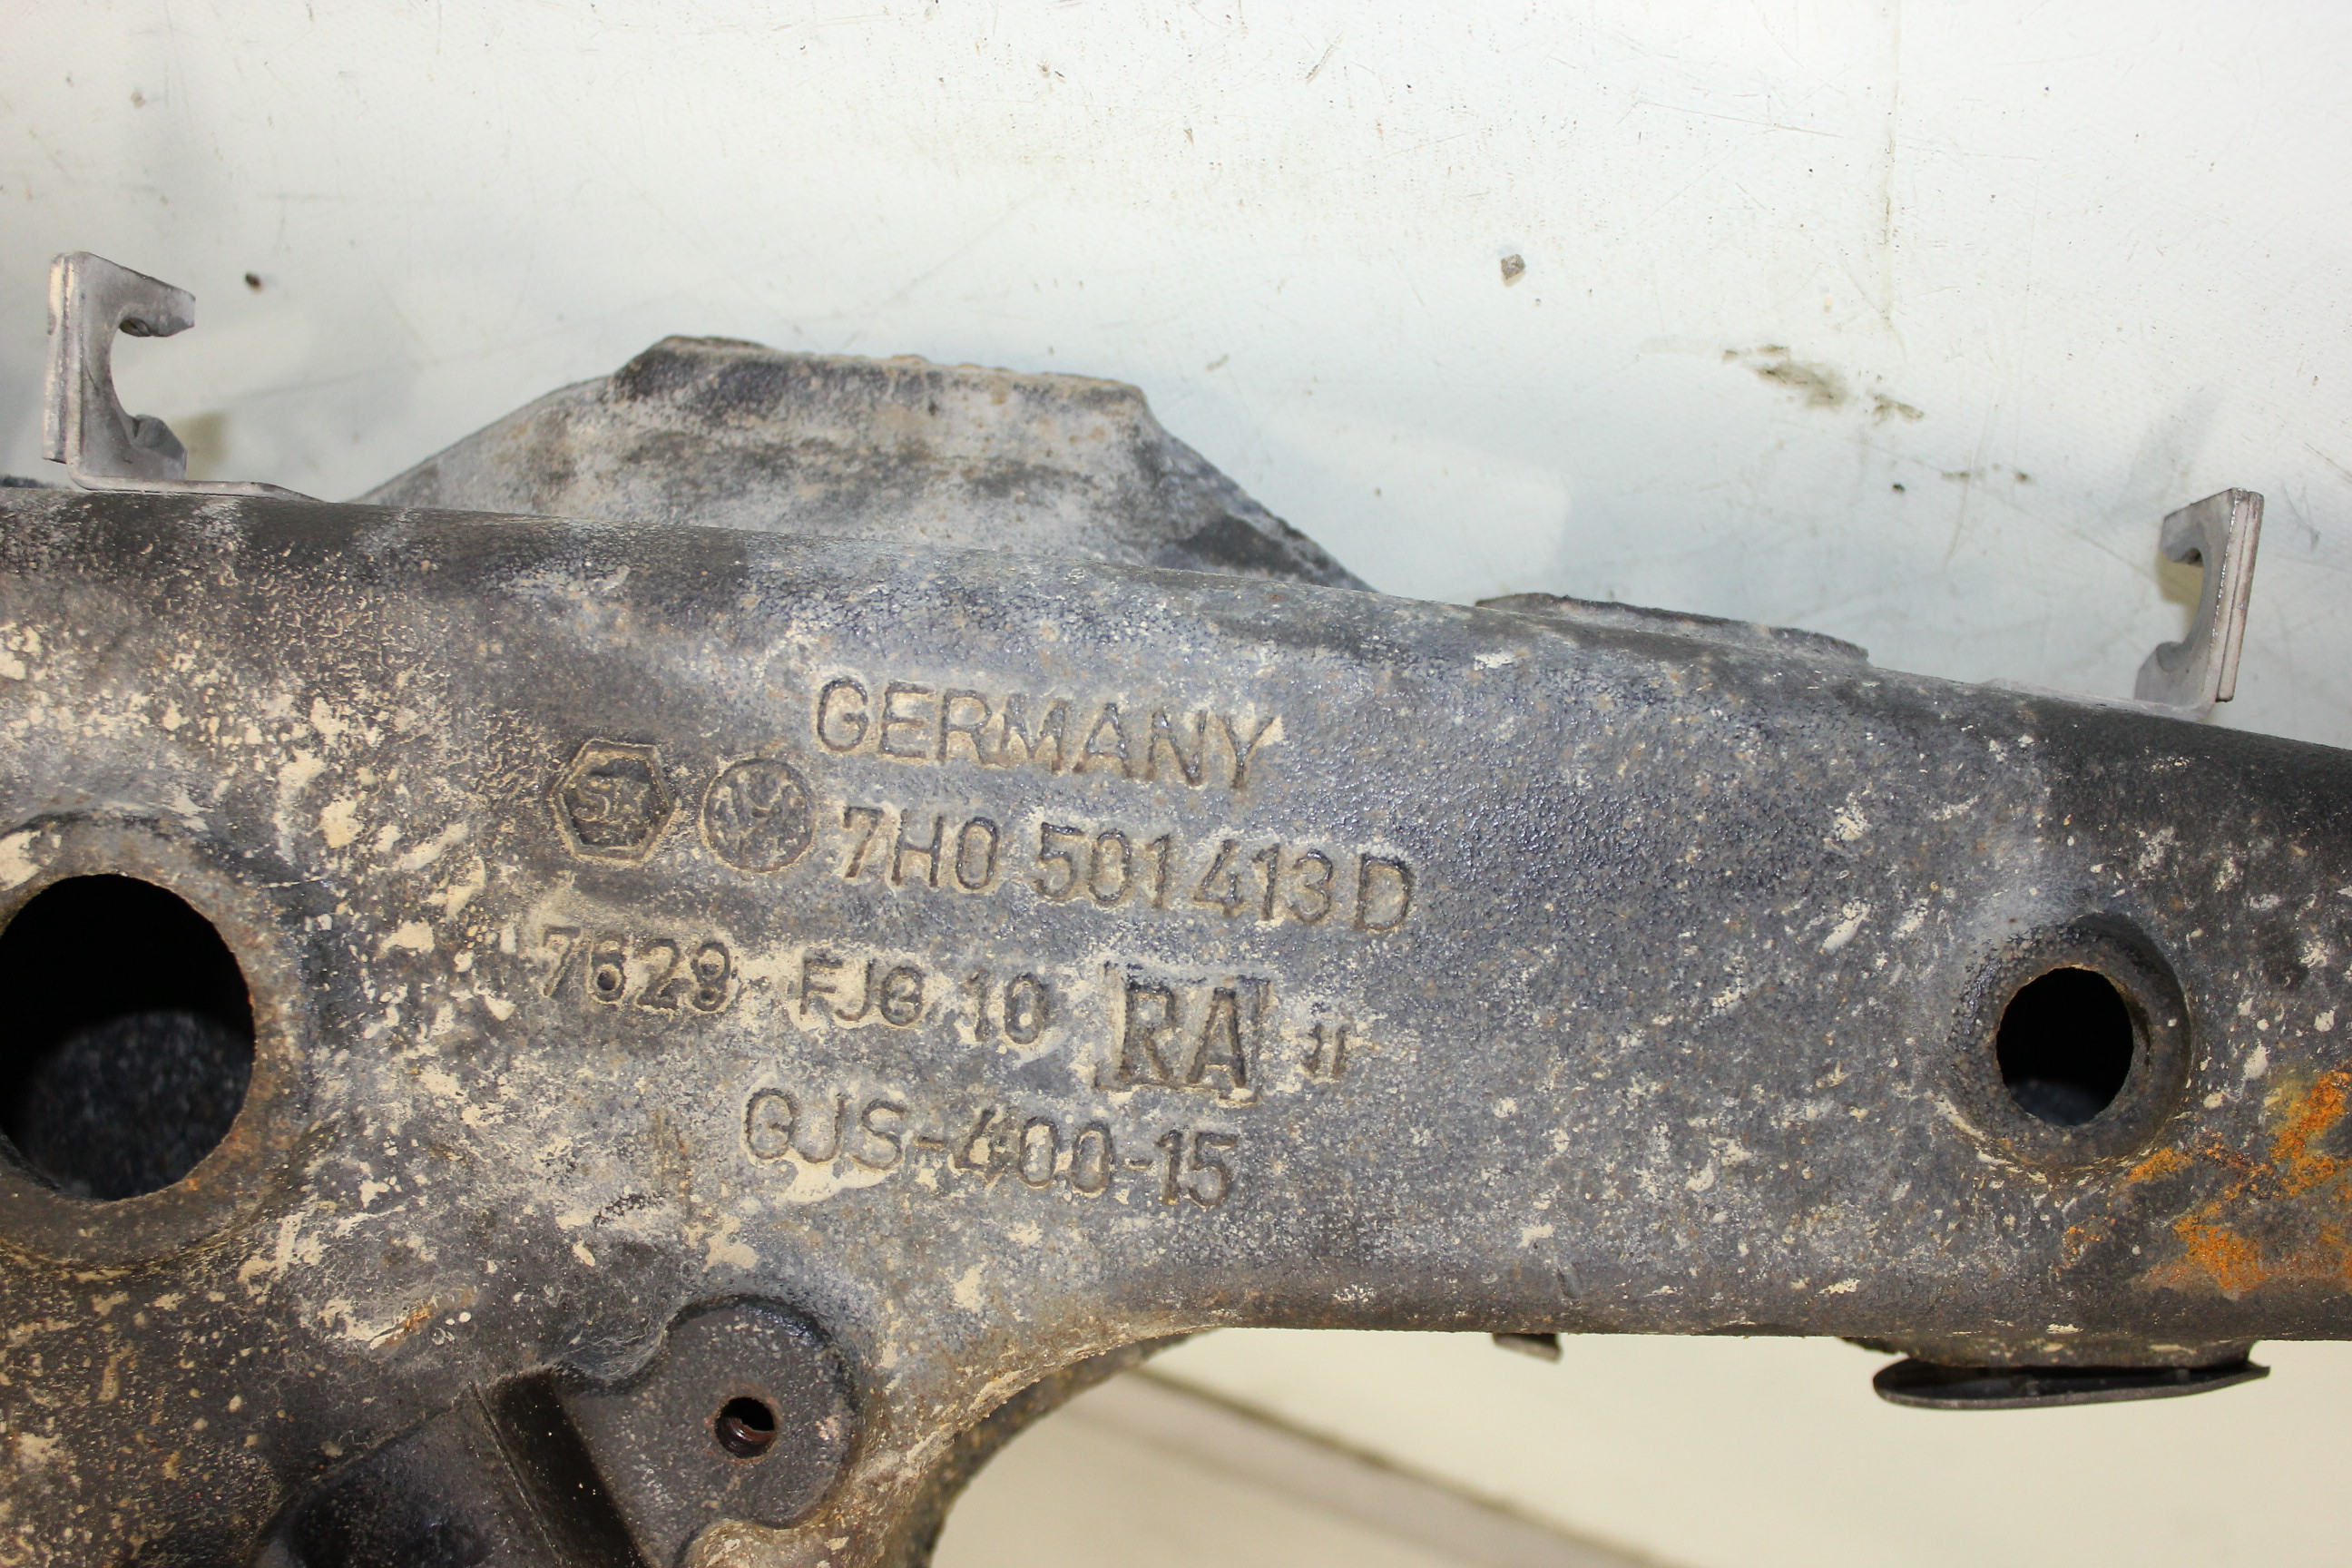 GERMANY
7H0 501 413 D
7629 FJG 10 RA
GJS-400-15